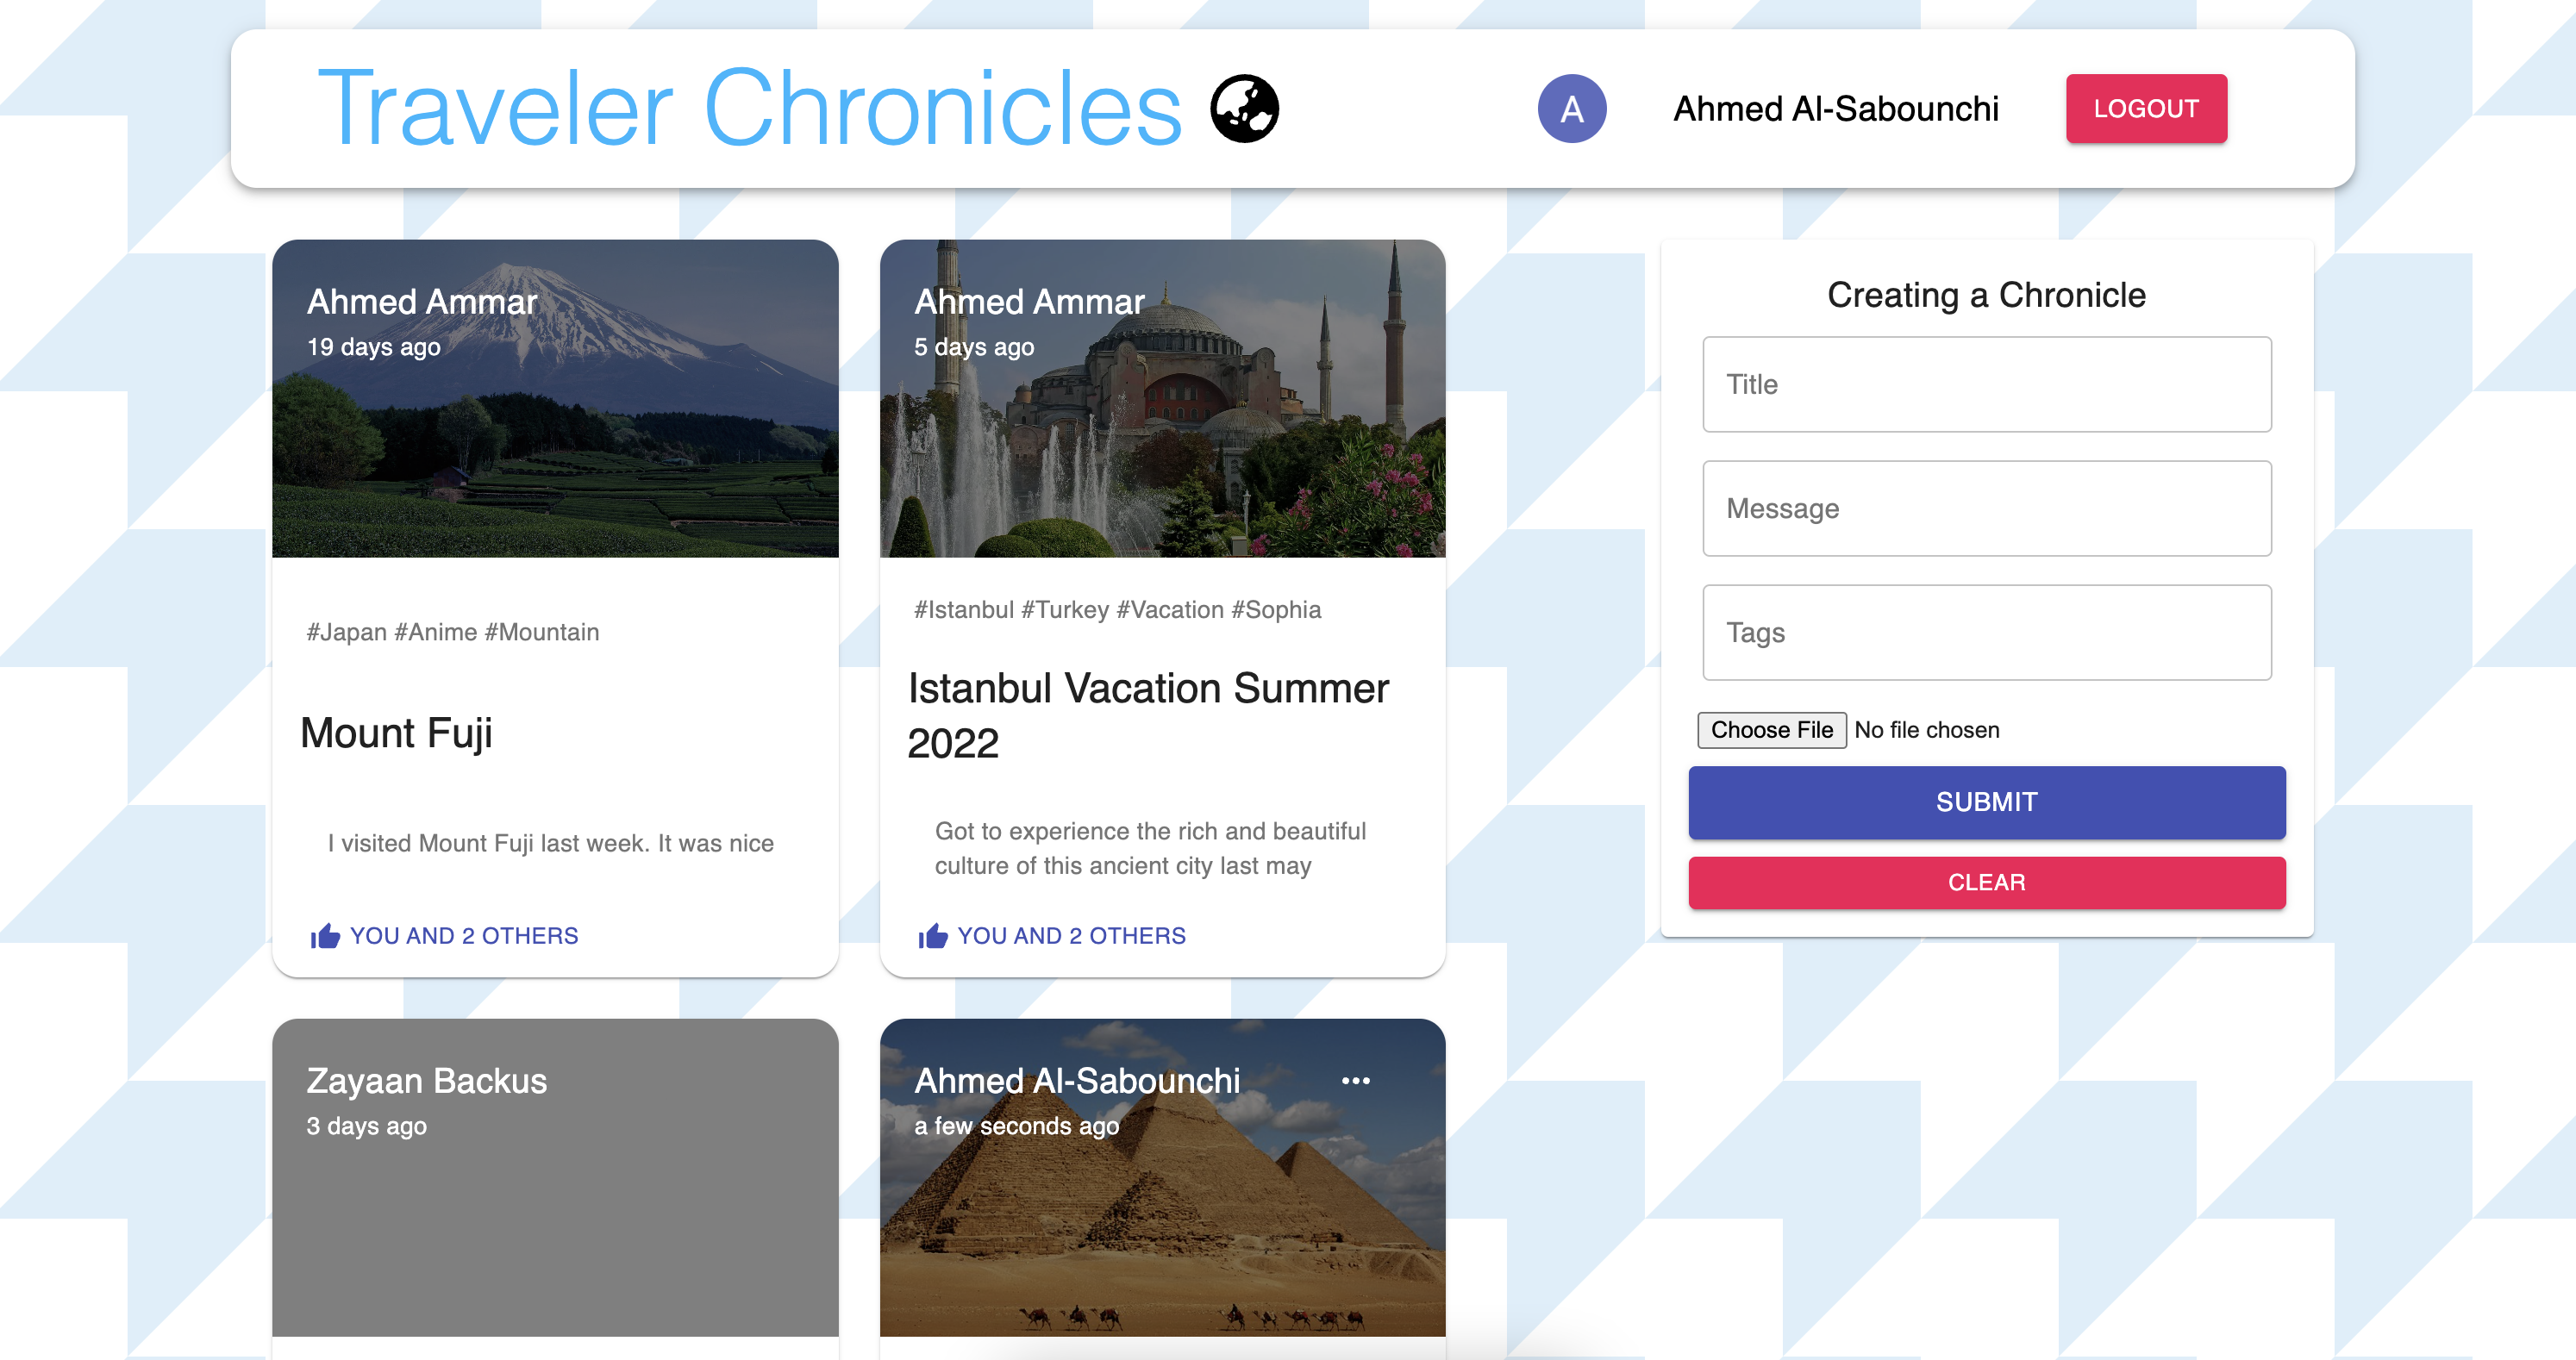 Traveler Chronicles
A
Ahmed Al-Sabounchi
LOGOUT
Ahmed Ammar
19 days ago
#Japan #Anime #Mountain
Mount Fuji
I visited Mount Fuji last week. It was nice
YOU AND 2 OTHERS
Ahmed Ammar
5 days ago
#Istanbul #Turkey #Vacation #Sophia
Istanbul Vacation Summer
2022
Got to experience the rich and beautiful
culture of this ancient city last may
YOU AND 2 OTHERS
Zayaan Backus
3 days ago
Ahmed Al-Sabounchi
a few seconds ago
Creating a Chronicle
Title
Message
Tags
Choose File No file chosen
SUBMIT
CLEAR